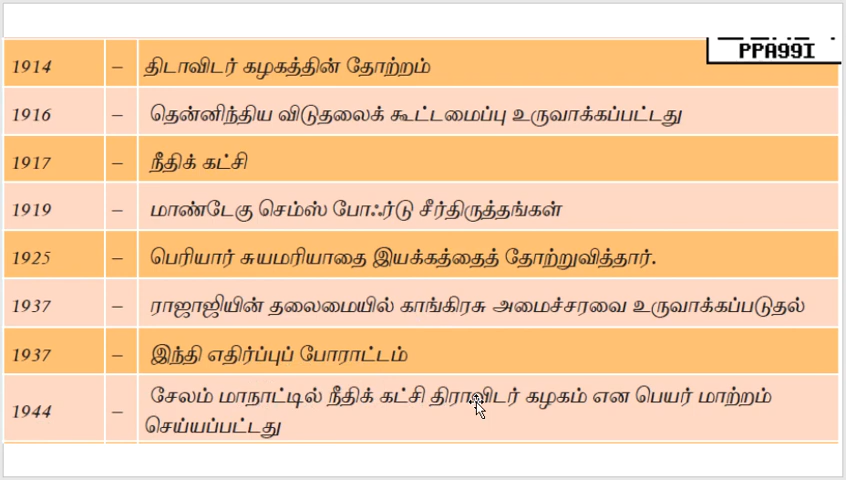 PPA99I
1914 – திடாவிடர் கழகத்தின் தோற்றம்
1916 – தென்னிந்திய விடுதலைக் கூட்டமைப்பு உருவாக்கப்பட்டது
1917 – நீதிக் கட்சி
1919 – மாண்டேகு செம்ஸ் போஃர்டு சீர்திருத்தங்கள்
1925 – பெரியார் சுயமரியாதை இயக்கத்தைத் தோற்றுவித்தார்.
1937 – ராஜாஜியின் தலைமையில் காங்கிரசு அமைச்சரவை உருவாக்கப்படுதல்
1937 – இந்தி எதிர்ப்புப் போராட்டம்
1944 – சேலம் மாநாட்டில் நீதிக் கட்சி திராவிடர் கழகம் என பெயர் மாற்றம்
செய்யப்பட்டது